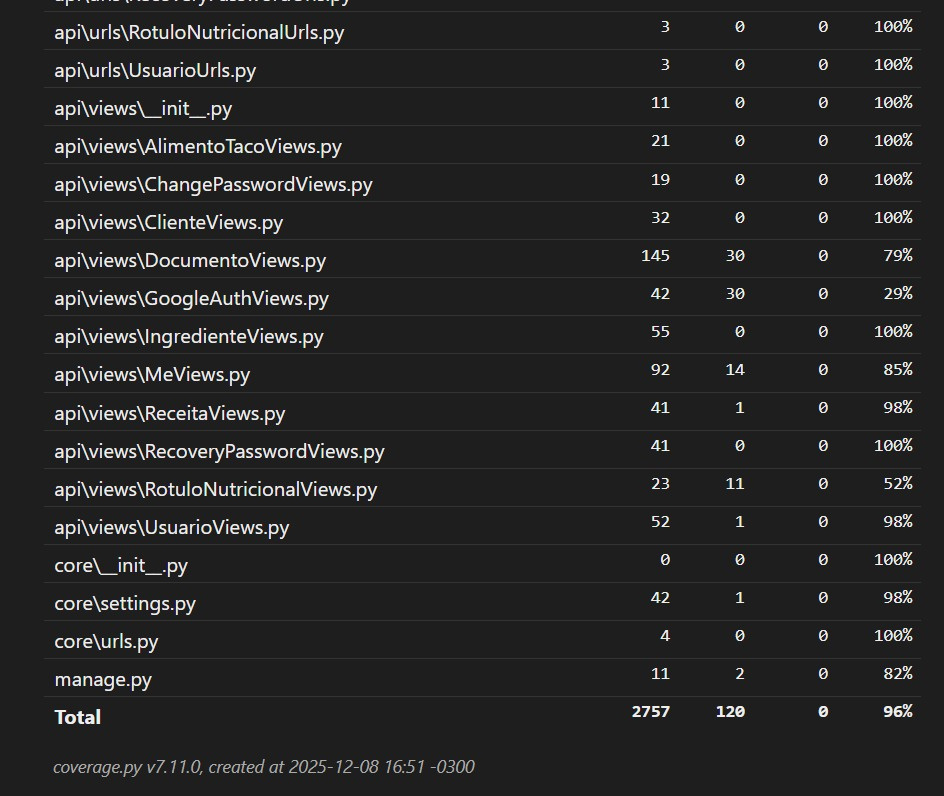 api\urls\RecoveryPasswordUrls.py
api\urls\RotuloNutricionalUrls.py 3 0 0 100%
api\urls\UsuarioUrls.py 3 0 0 100%
api\views\__init__.py 11 0 0 100%
api\views\AlimentoTacoViews.py 21 0 0 100%
api\views\ChangePasswordViews.py 19 0 0 100%
api\views\ClienteViews.py 32 0 0 100%
api\views\DocumentoViews.py 145 30 0 79%
api\views\GoogleAuthViews.py 42 30 0 29%
api\views\IngredienteViews.py 55 0 0 100%
api\views\MeViews.py 92 14 0 85%
api\views\ReceitaViews.py 41 1 0 98%
api\views\RecoveryPasswordViews.py 41 0 0 100%
api\views\RotuloNutricionalViews.py 23 11 0 52%
api\views\UsuarioViews.py 52 1 0 98%
core\__init__.py 0 0 0 100%
core\settings.py 42 1 0 98%
core\urls.py 4 0 0 100%
manage.py 11 2 0 82%
Total 2757 120 0 96%
coverage.py v7.11.0, created at 2025-12-08 16:51 -0300